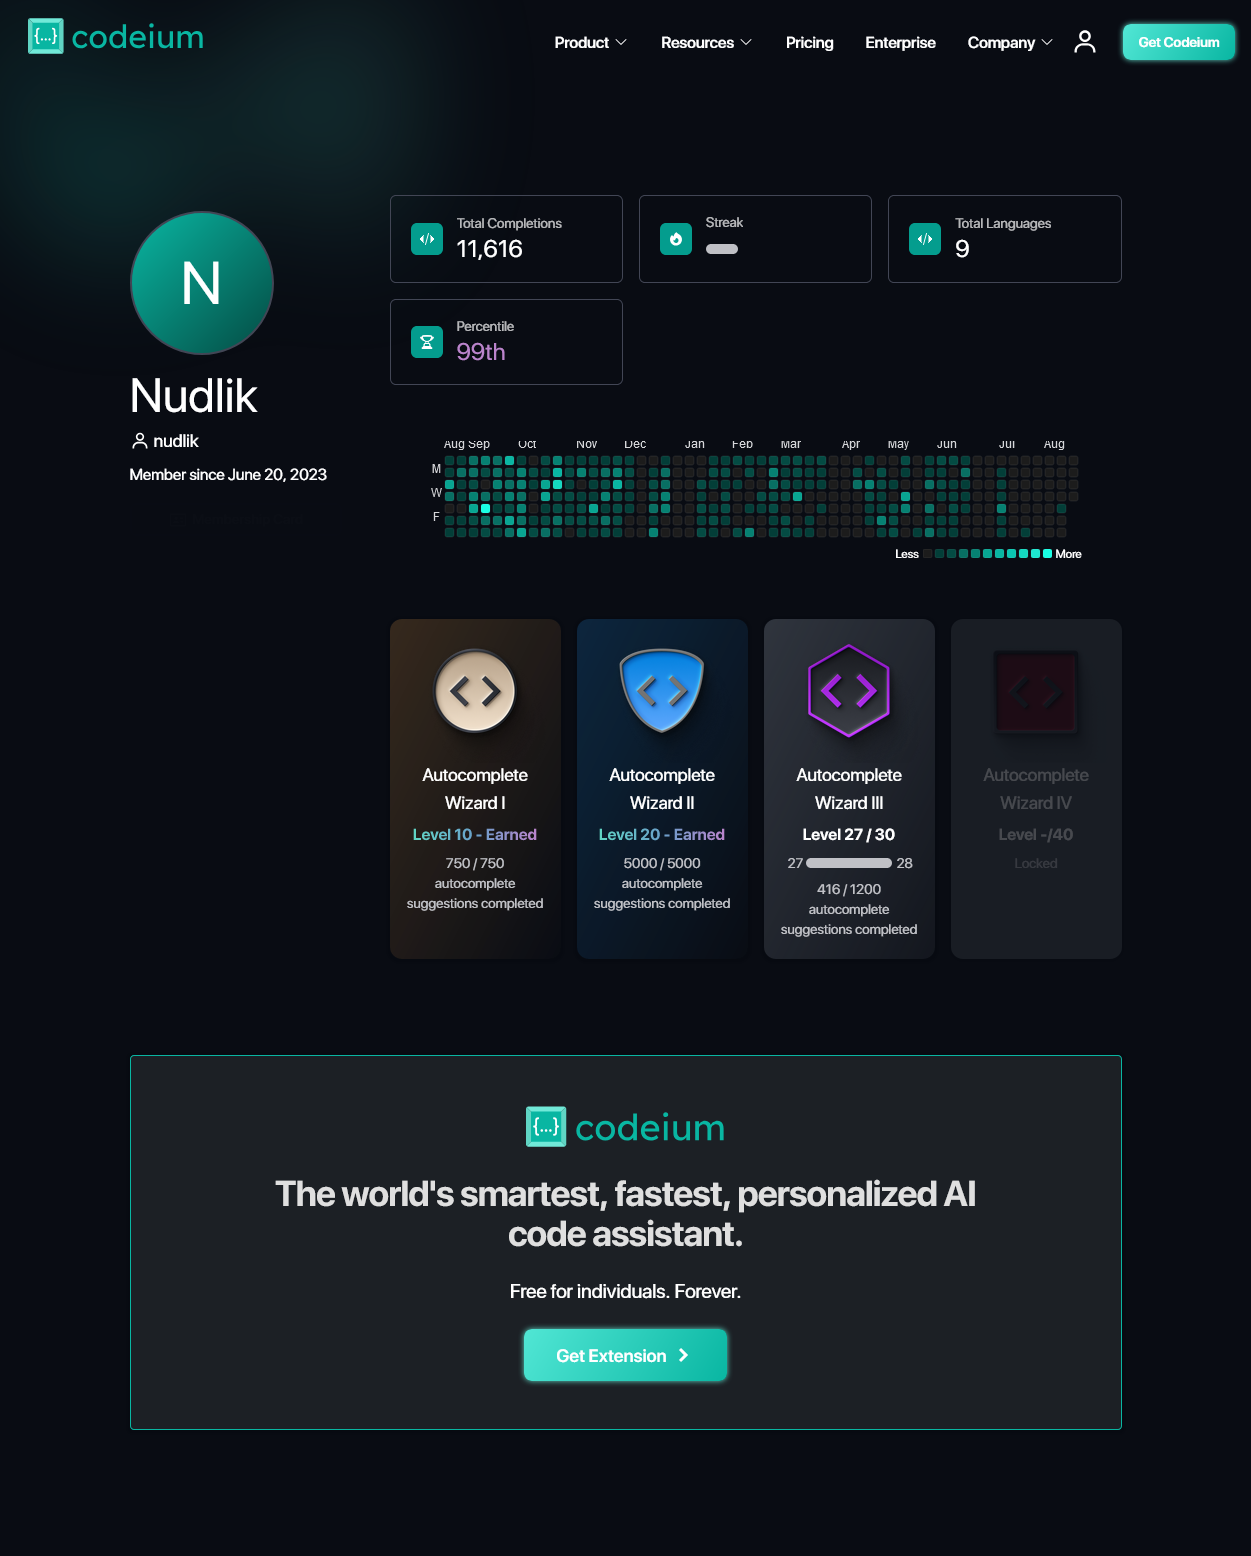 {...} codeium
Product
Resources
Pricing
Enterprise
Company
Get Codeium
N
Nudlik
nudlik
Member since June 20, 2023
Total Completions
11,616
Streak
Total Languages
9
Percentile
99th
Aug Sep Oct Nov Dec Jan Feb Mar Apr May Jun Jul Aug
M
W
F
Less More
Autocomplete
Wizard I
Level 10 - Earned
750 / 750
autocomplete
suggestions completed
Autocomplete
Wizard II
Level 20 - Earned
5000 / 5000
autocomplete
suggestions completed
Autocomplete
Wizard III
Level 27 / 30
27 28
416 / 1200
autocomplete
suggestions completed
Autocomplete
Wizard IV
Level -/40
Locked
{...} codeium
The world's smartest, fastest, personalized AI
code assistant.
Free for individuals. Forever.
Get Extension